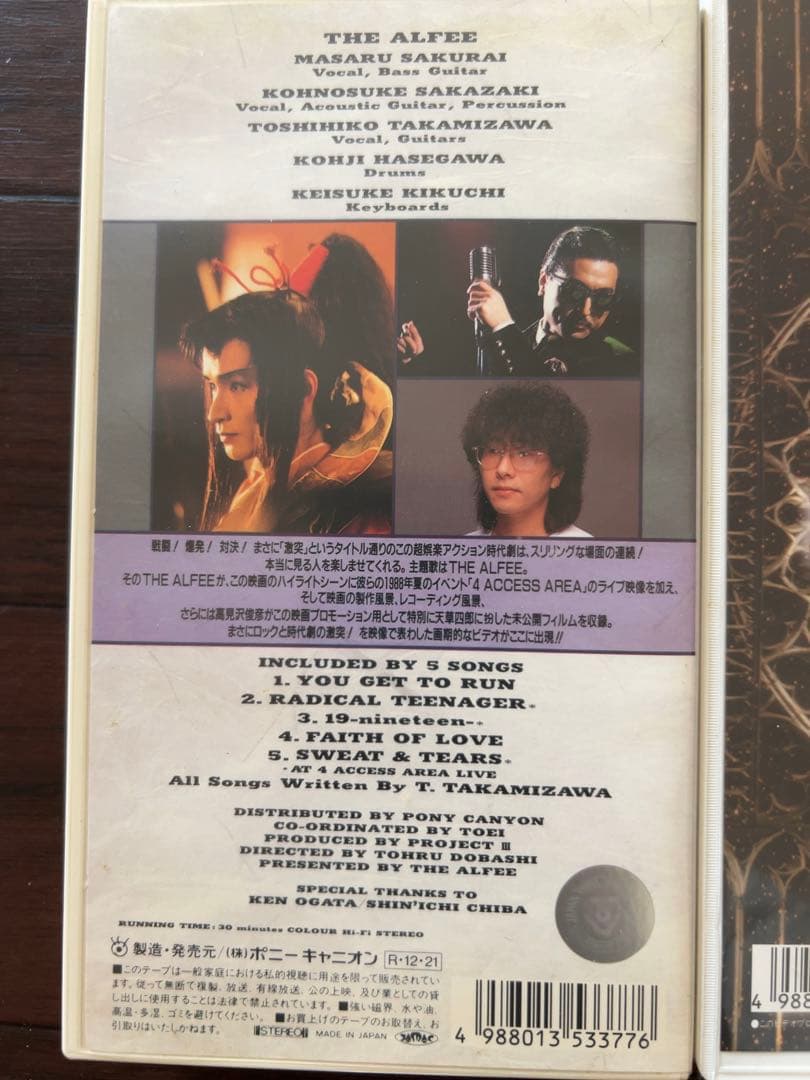 THE ALFEE
MASARU SAKURAI
Vocal, Bass Guitar
KOHNOSUKE SAKAZAKI
Vocal, Acoustic Guitar, Percussion
TOSHIHIKO TAKAMIZAWA
Vocal, Guitars
KOHJI HASEGAWA
Drums
KEISUKE KIKUCHI
Keyboards
戦闘! 爆発! 対決! まさに「激突」というタイトル通りのこの超娯楽アクション時代劇は、スリリングな場面の連続!
本当に見る人を楽しませてくれる。主題歌はTHE ALFEE。
そのTHE ALFEEが、この映画のハイライトシーンに彼らの1988年夏のイベント「4 ACCESS AREA」のライブ映像を加え、
そして映画の製作風景、レコーディング風景、
さらには高見沢俊彦がこの映画プロモーション用として特別に天草四郎に扮した未公開フィルムを収録。
まさにロックと時代劇の激突! を映像で表わした画期的なビデオがここに出現!!
INCLUDED BY 5 SONGS
1. YOU GET TO RUN
2. RADICAL TEENAGER*
3. 19-nineteen-*
4. FAITH OF LOVE
5. SWEAT & TEARS*
*AT 4 ACCESS AREA LIVE
All Songs Written By T. TAKAMIZAWA
DISTRIBUTED BY PONY CANYON
CO-ORDINATED BY TOEI
PRODUCED BY PROJECT III
DIRECTED BY TOHRU DOBASHI
PRESENTED BY THE ALFEE
SPECIAL THANKS TO
KEN OGATA/SHIN'ICHI CHIBA
RUNNING TIME: 30 minutes COLOUR Hi-Fi STEREO
製造・発売元/(株)ポニーキャニオン R・12・21
■このテープは一般家庭における私的視聴に用途を限って販売されています。
従って無断で複製、放送、有線放送、公の上映、及び業としての貸
し出しに使用することは法律で禁止されています。■強い磁界、水や油、
高温・多湿、ゴミを避けてください。■お買上げのテープのお取替え、お
引取りはいたしかねます。 STEREO MADE IN JAPAN
4 988013 533776
4 988